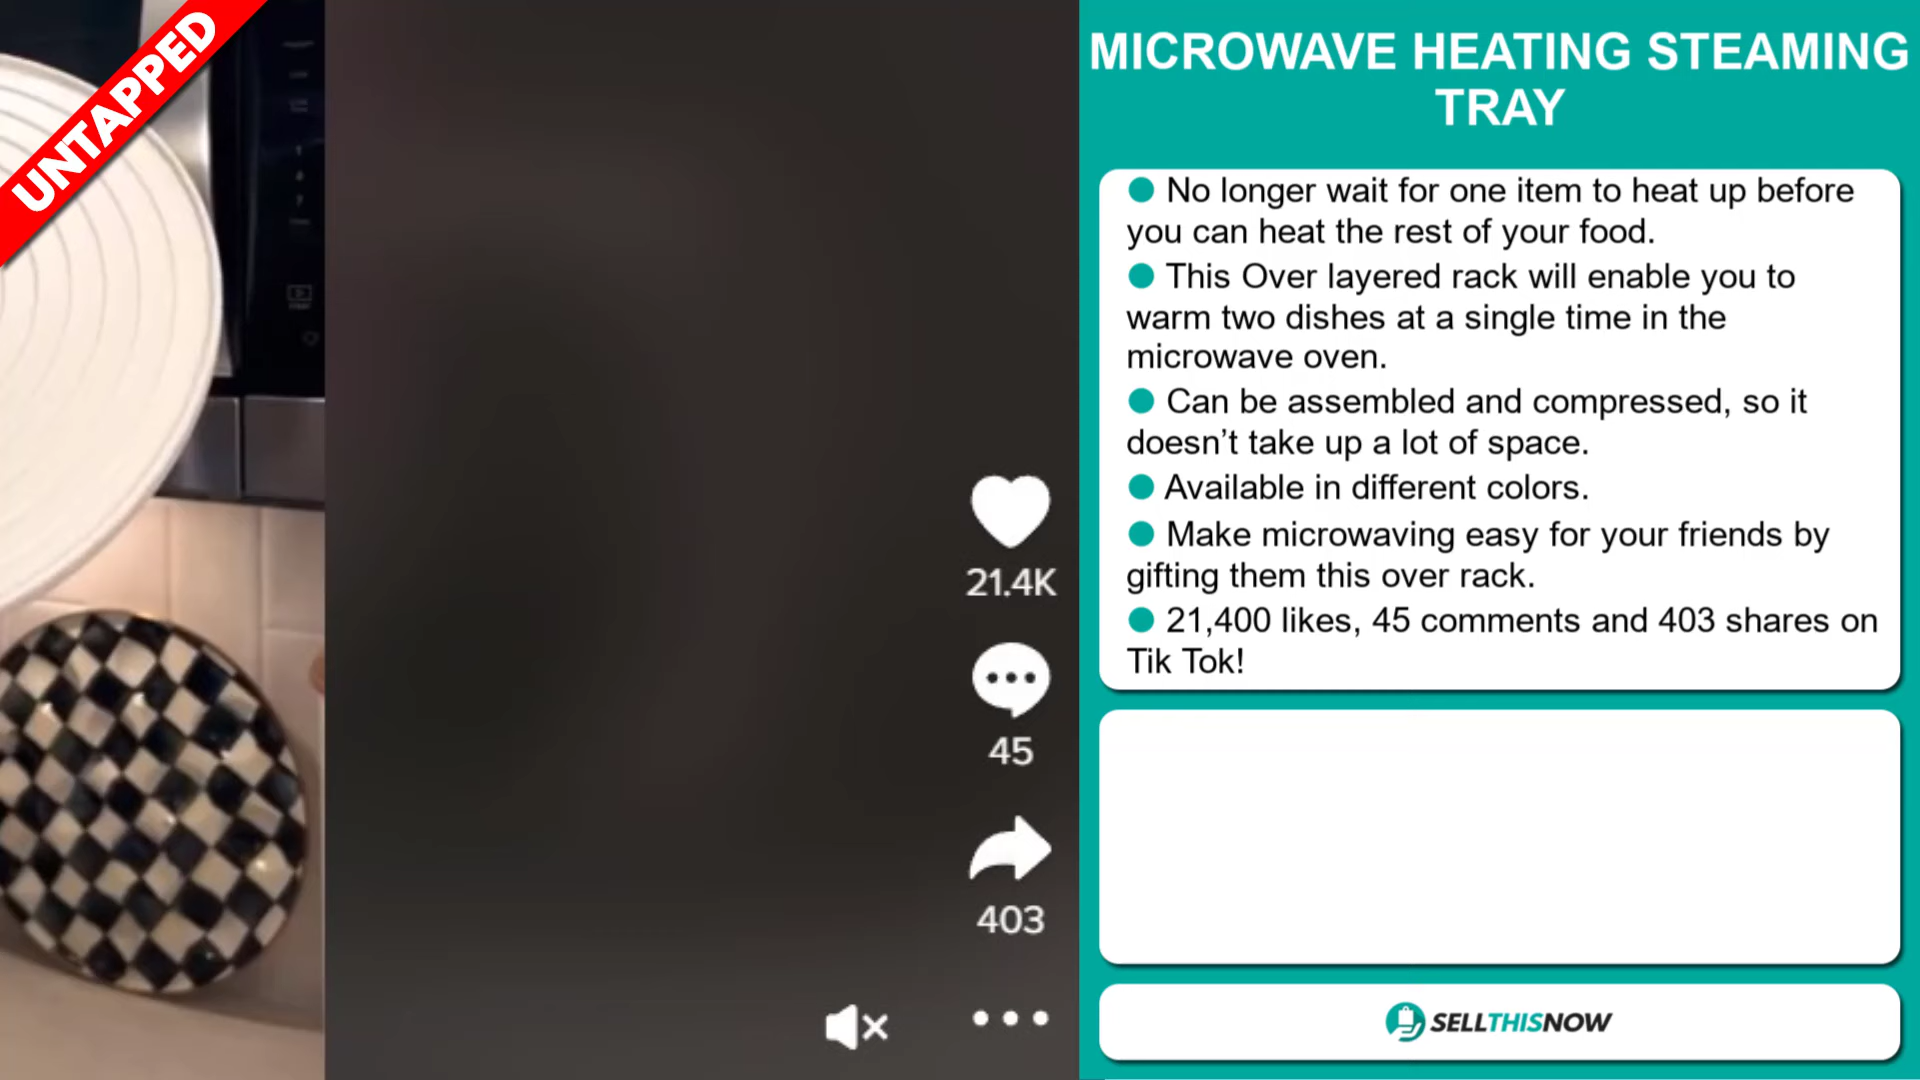 UNTAPPED
21.4K
45
403
MICROWAVE HEATING STEAMING
TRAY
● No longer wait for one item to heat up before
you can heat the rest of your food.
● This Over layered rack will enable you to
warm two dishes at a single time in the
microwave oven.
● Can be assembled and compressed, so it
doesn’t take up a lot of space.
● Available in different colors.
● Make microwaving easy for your friends by
gifting them this over rack.
● 21,400 likes, 45 comments and 403 shares on
Tik Tok!
SELLTHISNOW